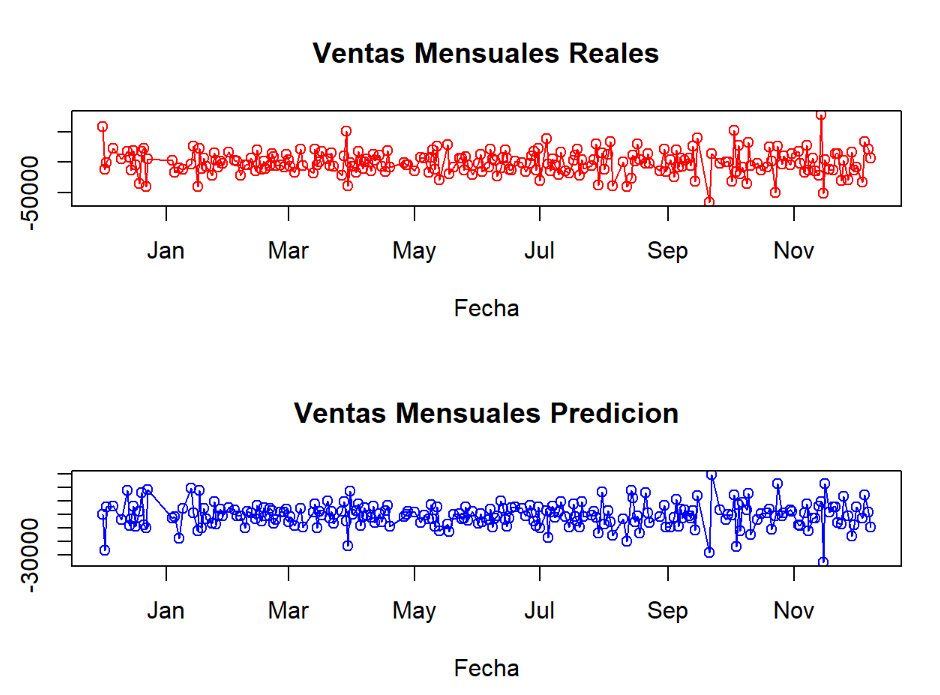 Ventas Mensuales Reales
-50000
Jan Mar May Jul Sep Nov
Fecha
Ventas Mensuales Predicion
-30000
Jan Mar May Jul Sep Nov
Fecha